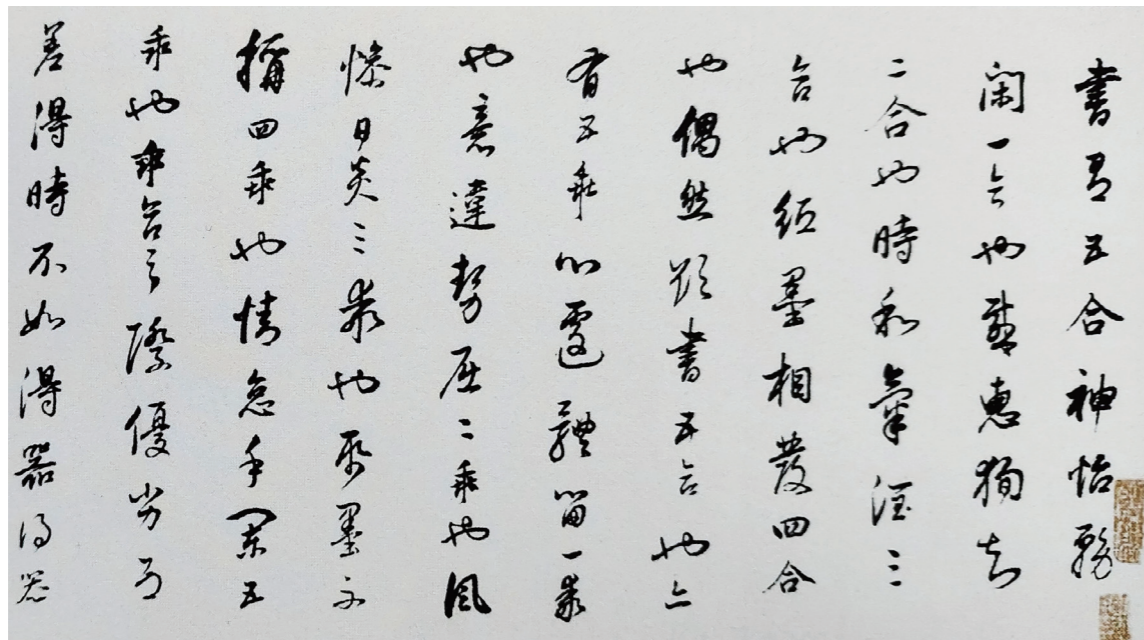 書有五合神怡務
閑一合也感惠徇知
二合也時和氣潤三
合也紙墨相發四合
也偶然欲書五合也亦
有五乖心遽體留一乖
也意違勢屈二乖也風
燥日炎三乖也紙墨不
稱四乖也情怠手闌五
乖也乖合之際優劣互
差得時不如得器得器